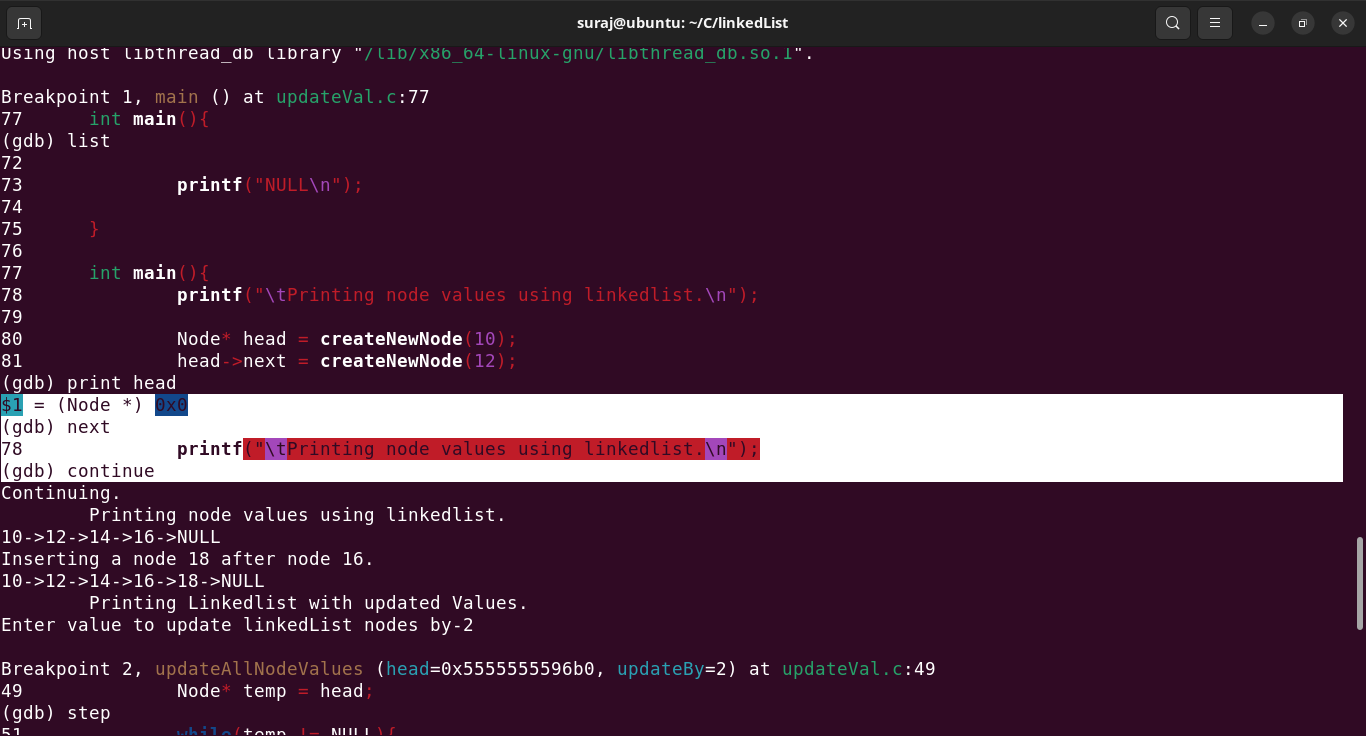 suraj@ubuntu: ~/C/linkedList
Using host libthread_db library "/lib/x86_64-linux-gnu/libthread_db.so.1".
Breakpoint 1, main () at updateVal.c:77
77      int main(){
(gdb) list
72
73              printf("NULL\n");
74
75      }
76
77      int main(){
78              printf("\tPrinting node values using linkedlist.\n");
79
80              Node* head = createNewNode(10);
81              head->next = createNewNode(12);
(gdb) print head
$1 = (Node *) 0x0
(gdb) next
78              printf("\tPrinting node values using linkedlist.\n");
(gdb) continue
Continuing.
        Printing node values using linkedlist.
10->12->14->16->NULL
Inserting a node 18 after node 16.
10->12->14->16->18->NULL
        Printing Linkedlist with updated Values.
Enter value to update linkedList nodes by-2
Breakpoint 2, updateAllNodeValues (head=0x5555555596b0, updateBy=2) at updateVal.c:49
49              Node* temp = head;
(gdb) step
51              while(temp != NULL){